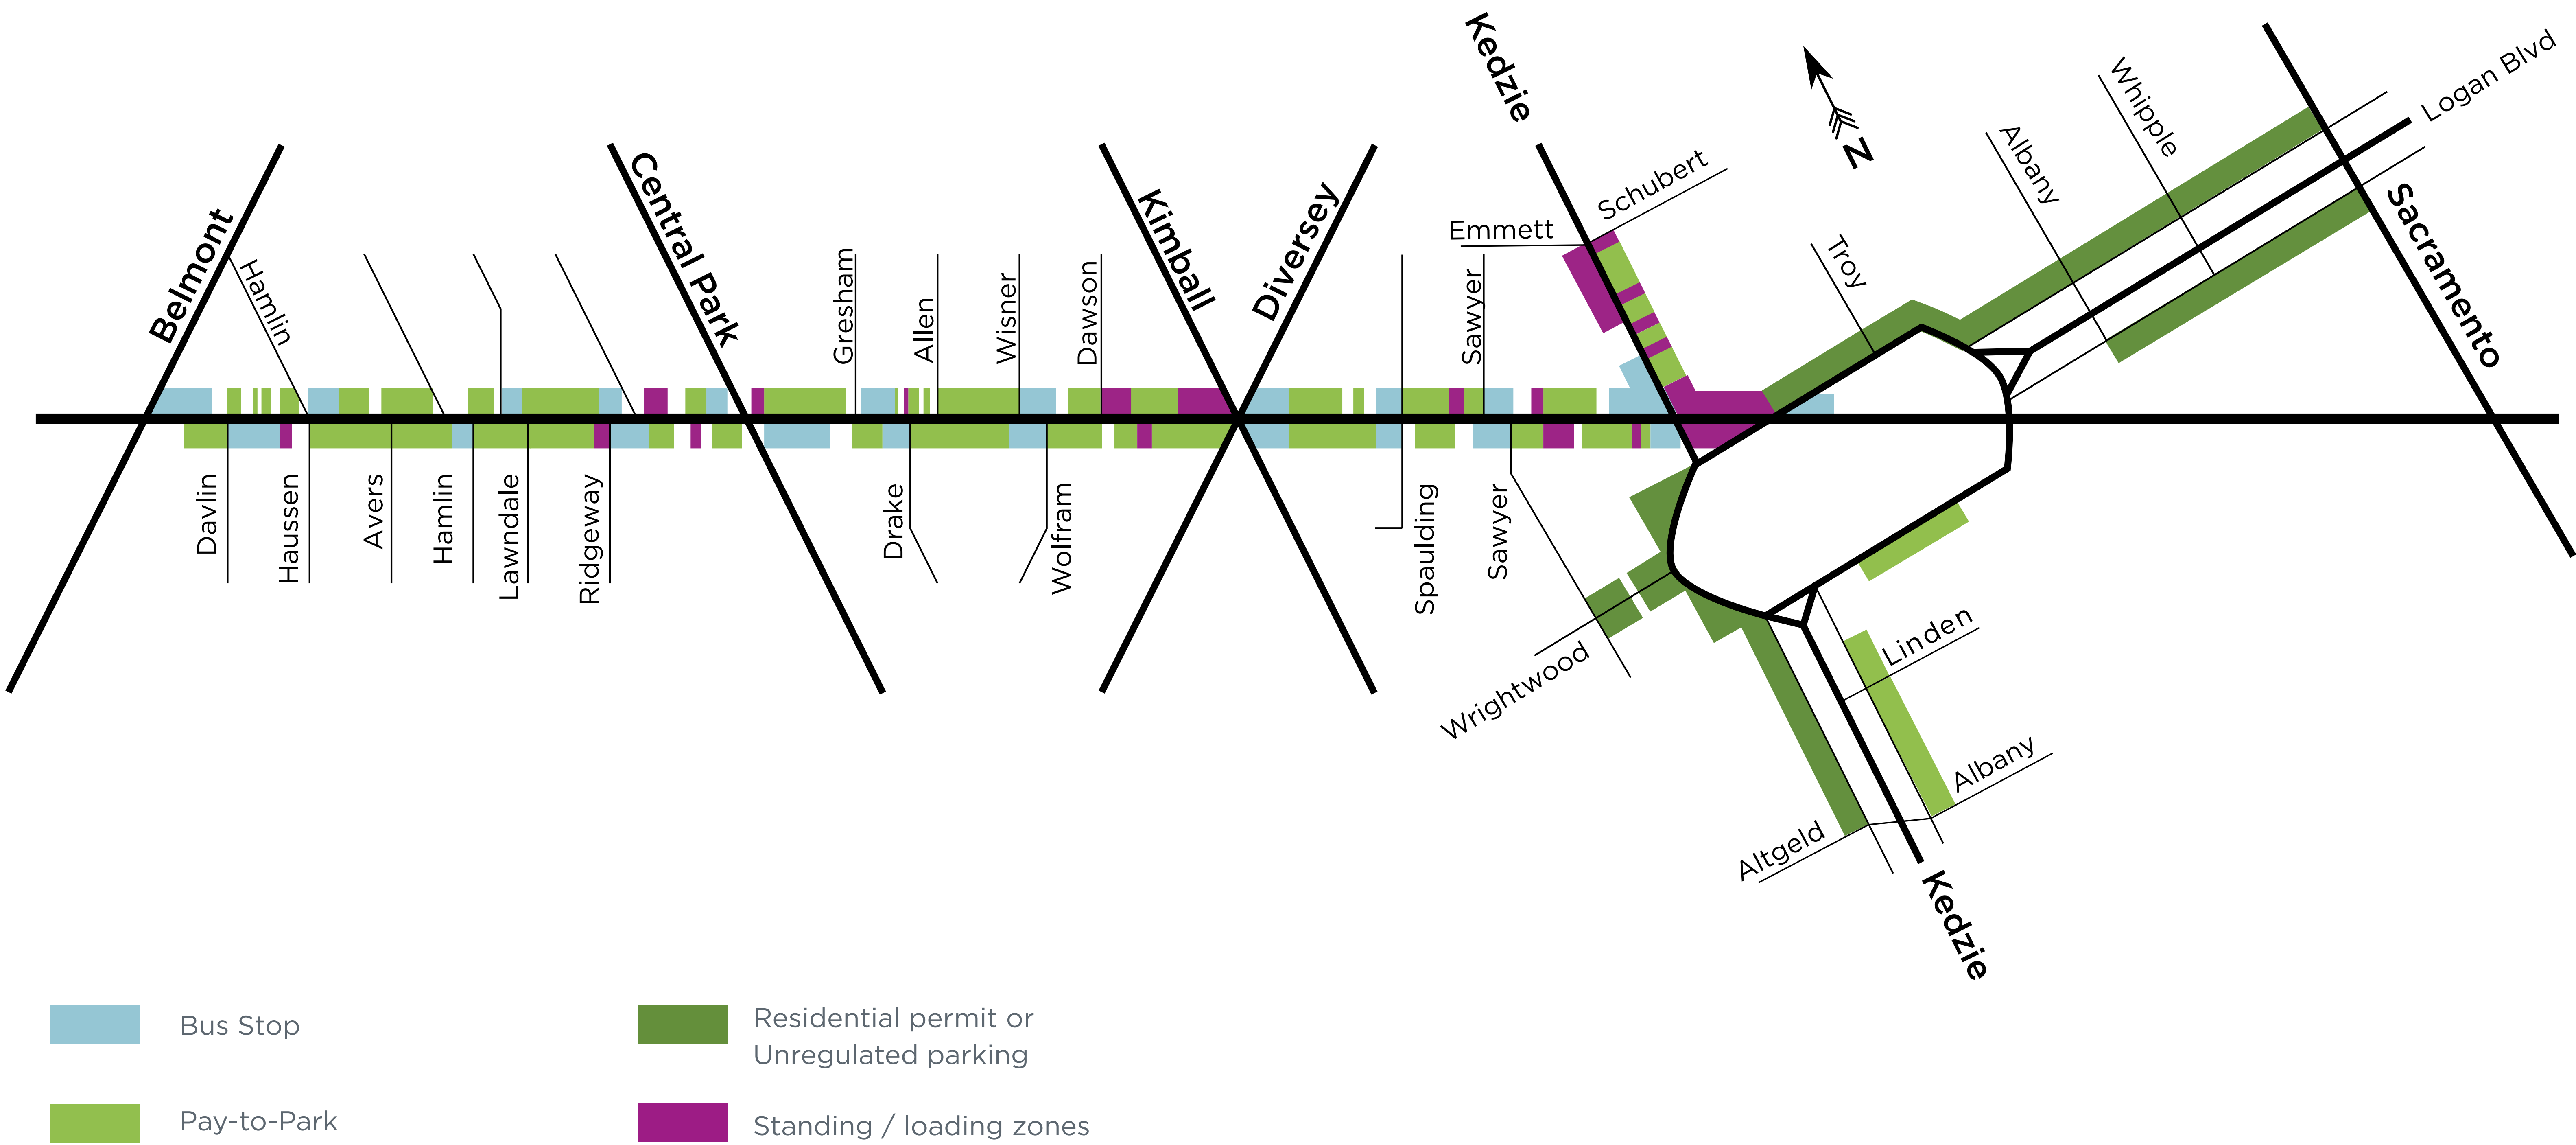 Kedzie
Logan Blvd
Whipple
N
Albany
Schubert
Emmett
Troy
Sacramento
Belmont
Hamlin
Central Park
Kimball
Diversey
Gresham
Allen
Wisner
Dawson
Sawyer
Davlin
Haussen
Avers
Hamlin
Lawndale
Ridgeway
Drake
Wolfram
Spaulding
Sawyer
Wrightwood
Linden
Albany
Altgeld
Kedzie
Bus Stop
Residential permit or
Unregulated parking
Pay-to-Park
Standing / loading zones